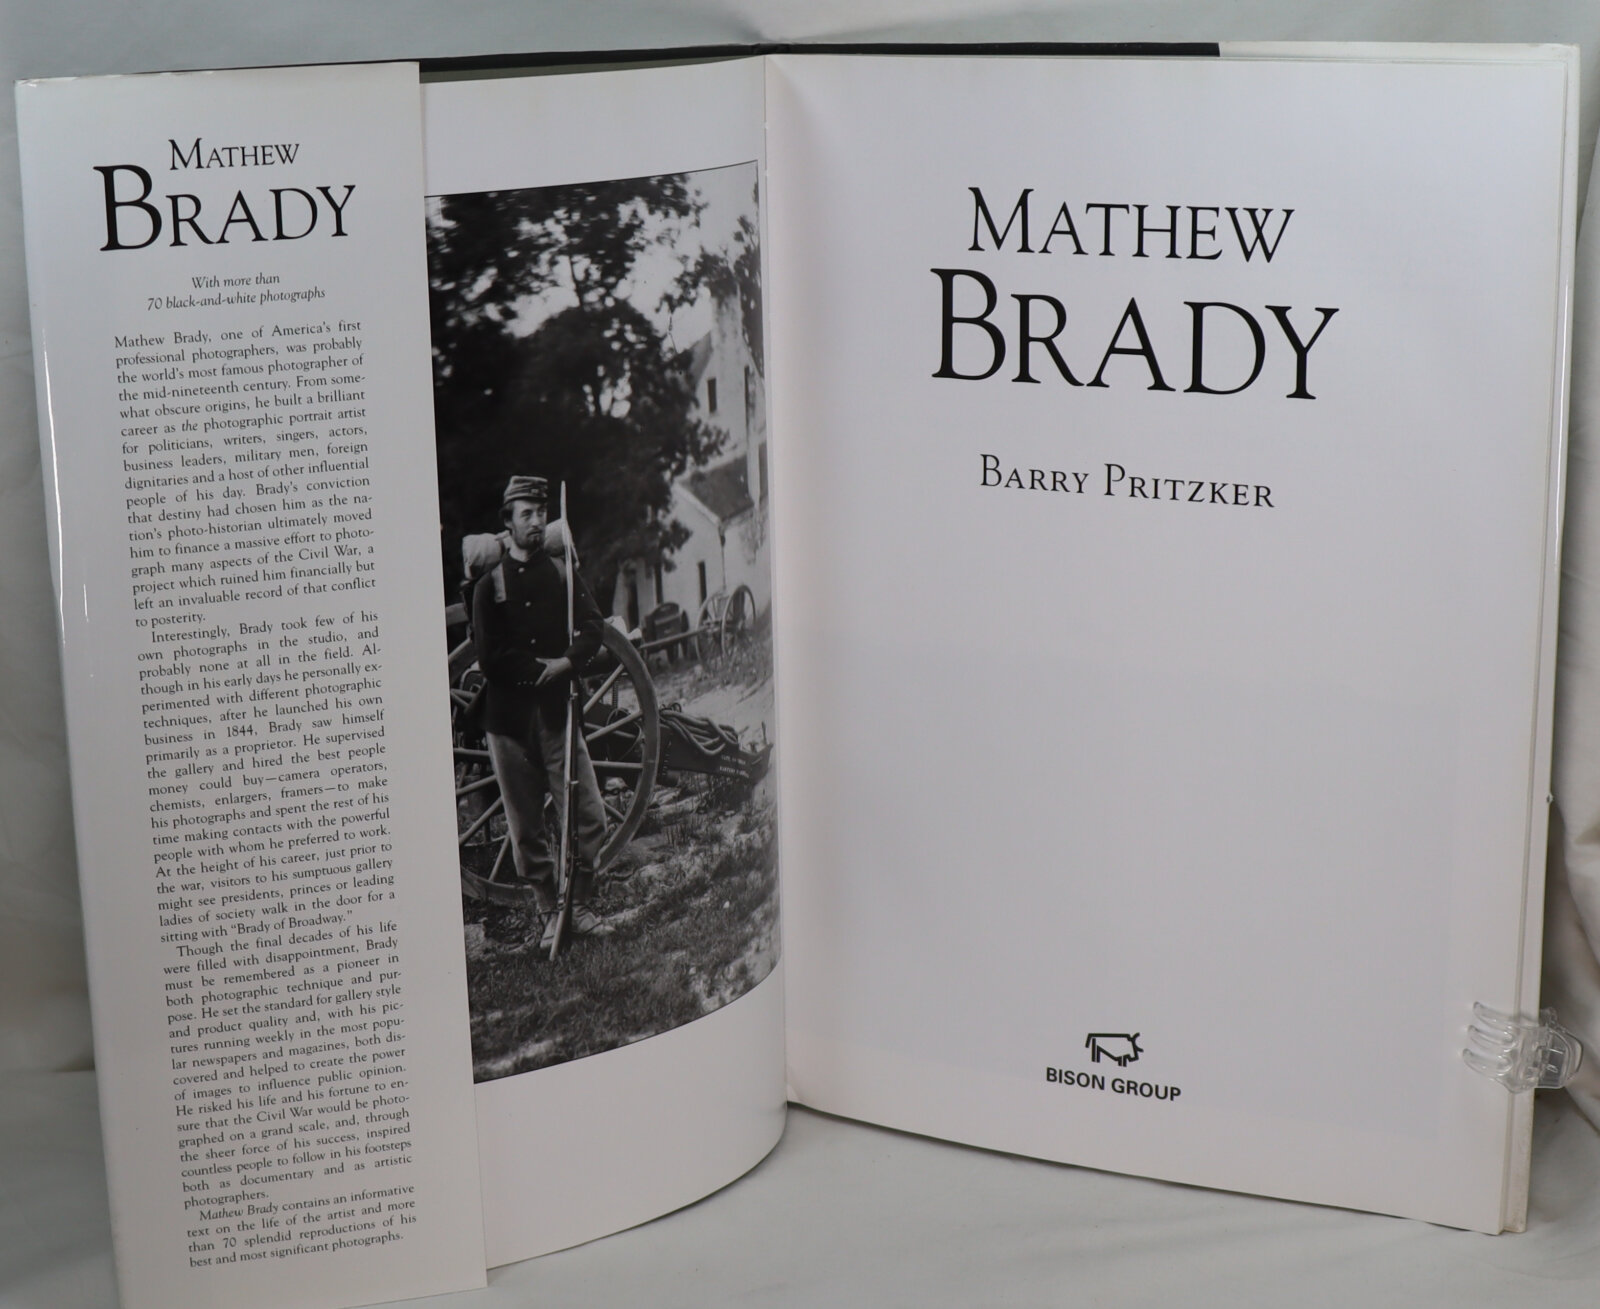 MATHEW
BRADY
With more than
70 black-and-white photographs
Mathew Brady, one of America's first
professional photographers, was probably
the world's most famous photographer of
the mid-nineteenth century. From some-
what obscure origins, he built a brilliant
career as the photographic portrait artist
for politicians, writers, singers, actors,
business leaders, military men, foreign
dignitaries and a host of other influential
people of his day. Brady's conviction
that destiny had chosen him as the na-
tion's photo-historian ultimately moved
him to finance a massive effort to photo-
graph many aspects of the Civil War, a
project which ruined him financially but
left an invaluable record of that conflict
to posterity.
Interestingly, Brady took few of his
own photographs in the studio, and
probably none at all in the field. Al-
though in his early days he personally ex-
perimented with different photographic
techniques, after he launched his own
business in 1844, Brady saw himself
primarily as a proprietor. He supervised
the gallery and hired the best people
money could buy—camera operators,
chemists, enlargers, framers—to make
his photographs and spent the rest of his
time making contacts with the powerful
people with whom he preferred to work.
At the height of his career, just prior to
the war, visitors to his sumptuous gallery
might see presidents, princes or leading
ladies of society walk in the door for a
sitting with "Brady of Broadway."
Though the final decades of his life
were filled with disappointment, Brady
must be remembered as a pioneer in
both photographic technique and pur-
pose. He set the standard for gallery style
and product quality and, with his pic-
tures running weekly in the most popu-
lar newspapers and magazines, both dis-
covered and helped to create the power
of images to influence public opinion.
He risked his life and his fortune to en-
sure that the Civil War would be photo-
graphed on a grand scale, and, through
the sheer force of his success, inspired
countless people to follow in his footsteps
both as documentary and as artistic
photographers.
Mathew Brady contains an informative
text on the life of the artist and more
than 70 splendid reproductions of his
best and most significant photographs.
MATHEW
BRADY
BARRY PRITZKER
BISON GROUP